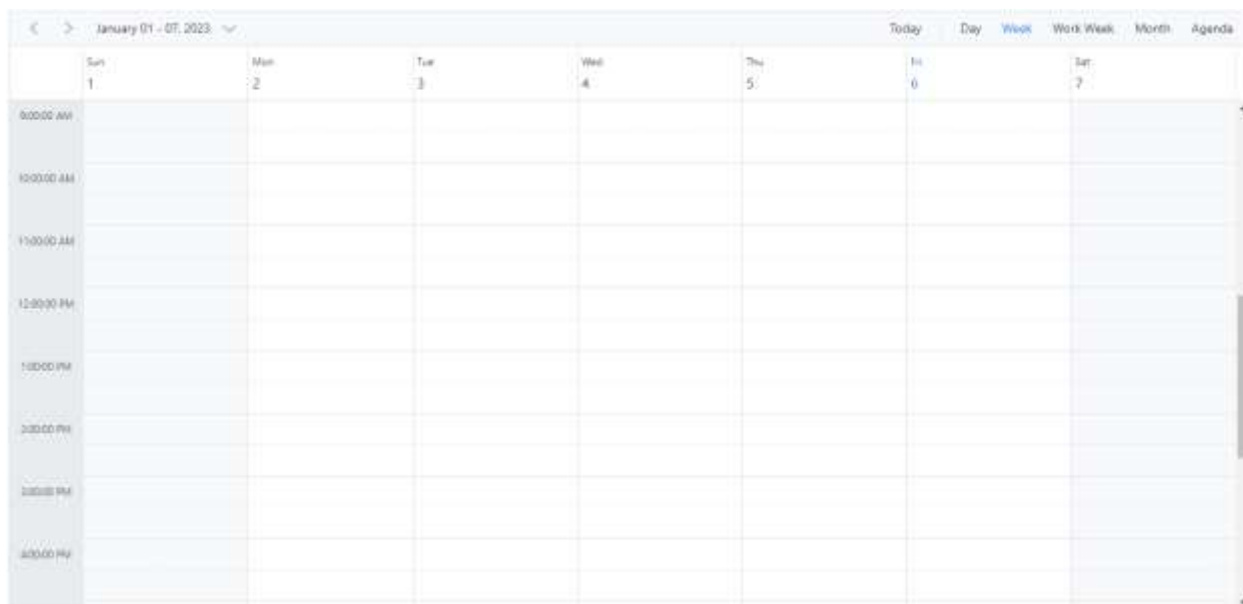 January 01 - 07, 2023
Today Day Week Work Week Month Agenda
Sun Mon Tue Wed Thu Fri Sat
1 2 3 4 5 6 7
9:00:00 AM
10:00:00 AM
11:00:00 AM
12:00:00 PM
1:00:00 PM
2:00:00 PM
3:00:00 PM
4:00:00 PM